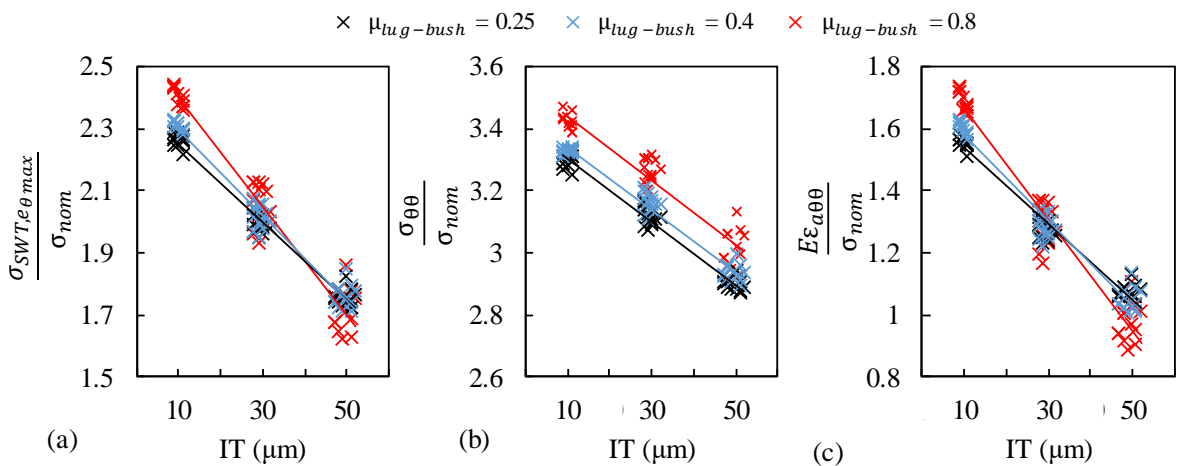 × μ_lug−bush = 0.25 × μ_lug−bush = 0.4 × μ_lug−bush = 0.8
σ_SWT,e_θ max
σ_nom
2.5
2.3
2.1
1.9
1.7
1.5
10 30 50
(a)
IT (μm)
σ_θθ
σ_nom
3.6
3.4
3.2
3
2.8
2.6
10 30 50
(b)
IT (μm)
Eε_aθθ
σ_nom
1.8
1.6
1.4
1.2
1
0.8
10 30 50
(c)
IT (μm)